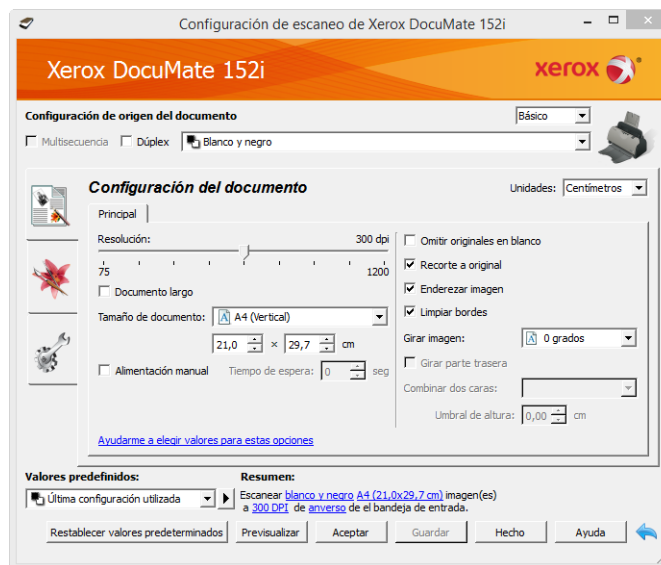 Configuración de escaneo de Xerox DocuMate 152i
Xerox DocuMate 152i
xerox
Configuración de origen del documento
Básico
Multisecuencia Dúplex Blanco y negro
Configuración del documento
Unidades: Centímetros
Principal
Resolución: 300 dpi
75 1200
Documento largo
Tamaño de documento: A4 (Vertical)
21,0 × 29,7 cm
Alimentación manual Tiempo de espera: 0 seg
Ayudarme a elegir valores para estas opciones
Omitir originales en blanco
Recorte a original
Enderezar imagen
Limpiar bordes
Girar imagen: 0 grados
Girar parte trasera
Combinar dos caras:
Umbral de altura: 0,00 cm
Valores predefinidos:
Última configuración utilizada
Resumen:
Escanear blanco y negro A4 (21,0x29,7 cm) imagen(es)
a 300 DPI de anverso de el bandeja de entrada.
Restablecer valores predeterminados Previsualizar Aceptar Guardar Hecho Ayuda